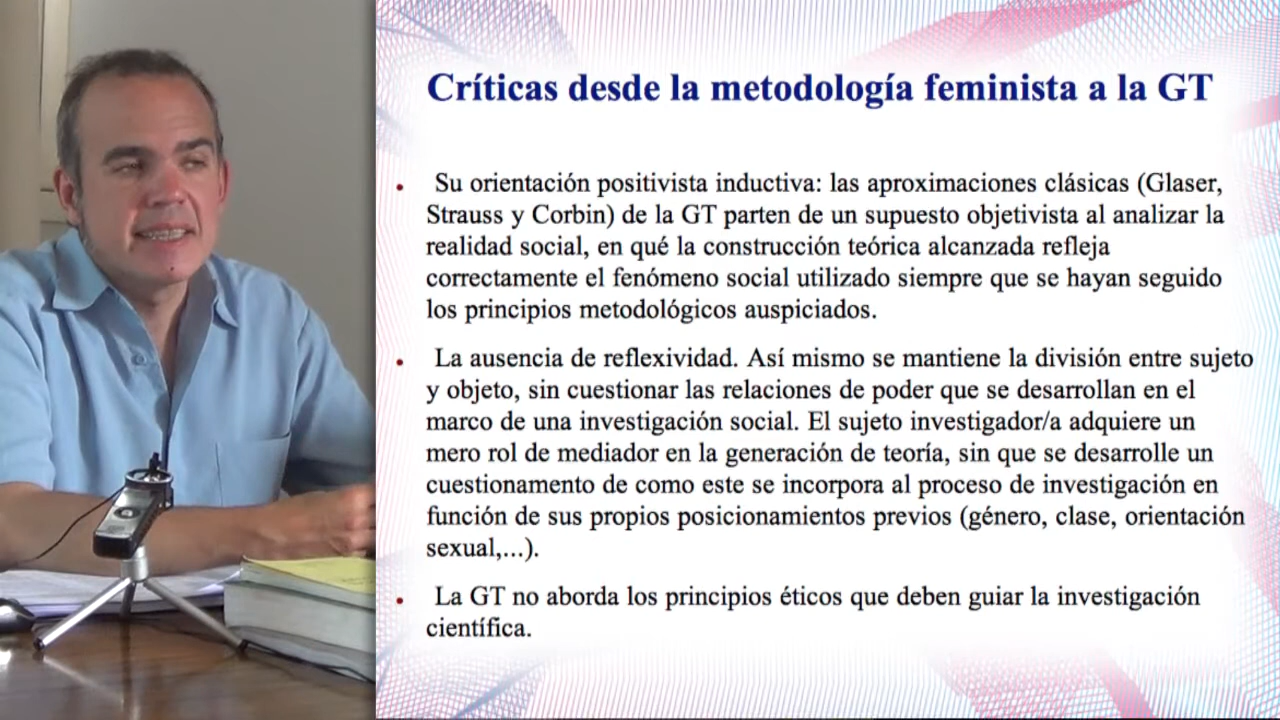 Críticas desde la metodología feminista a la GT
Su orientación positivista inductiva: las aproximaciones clásicas (Glaser,
Strauss y Corbin) de la GT parten de un supuesto objetivista al analizar la
realidad social, en qué la construcción teórica alcanzada refleja
correctamente el fenómeno social utilizado siempre que se hayan seguido
los principios metodológicos auspiciados.
La ausencia de reflexividad. Así mismo se mantiene la división entre sujeto
y objeto, sin cuestionar las relaciones de poder que se desarrollan en el
marco de una investigación social. El sujeto investigador/a adquiere un
mero rol de mediador en la generación de teoría, sin que se desarrolle un
cuestionamento de como este se incorpora al proceso de investigación en
función de sus propios posicionamientos previos (género, clase, orientación
sexual,...).
La GT no aborda los principios éticos que deben guiar la investigación
científica.